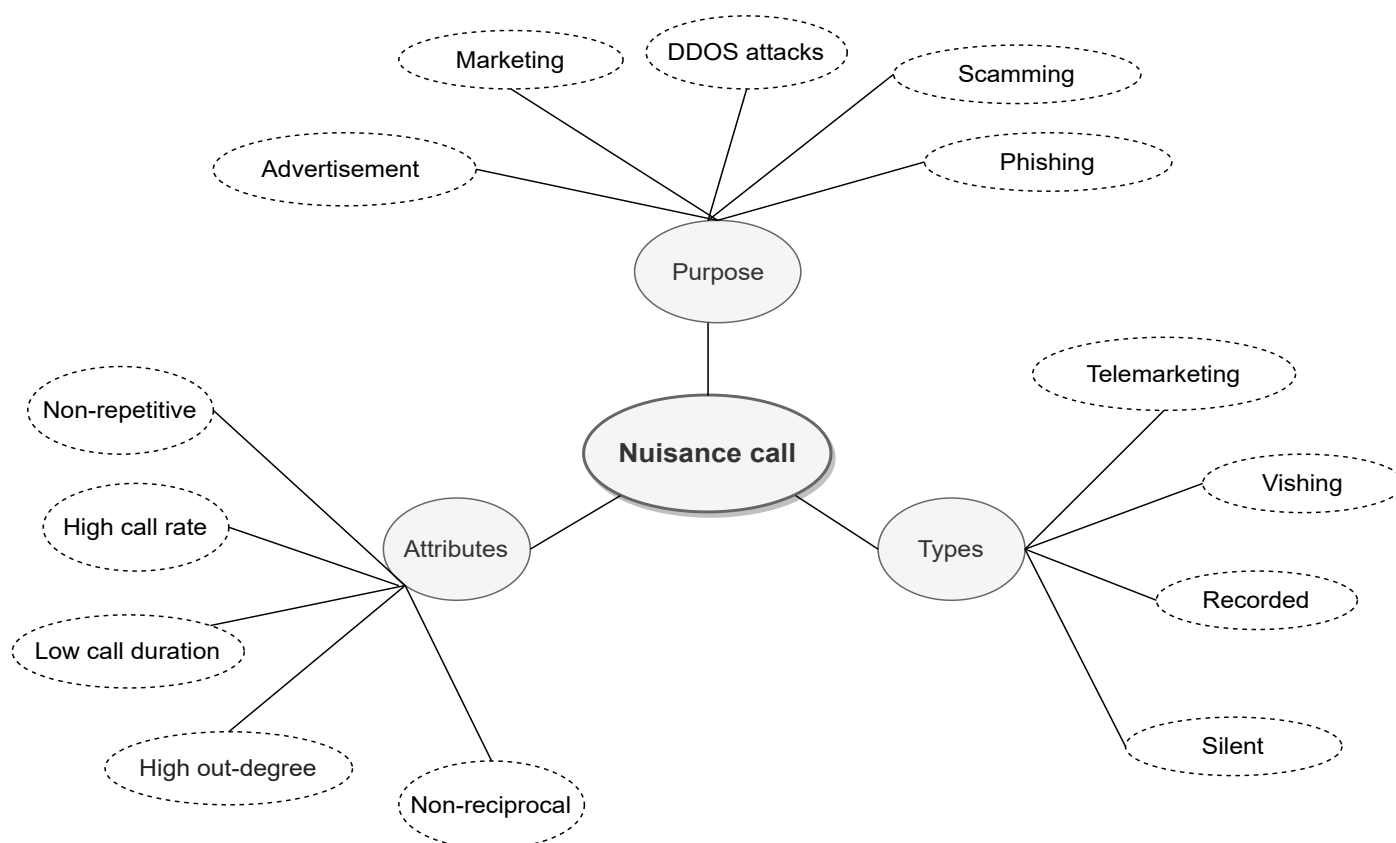 DDOS attacks
Marketing
Scamming
Advertisement
Phishing
Purpose
Telemarketing
Non-repetitive
Nuisance call
Vishing
High call rate
Attributes
Types
Recorded
Low call duration
Silent
High out-degree
Non-reciprocal